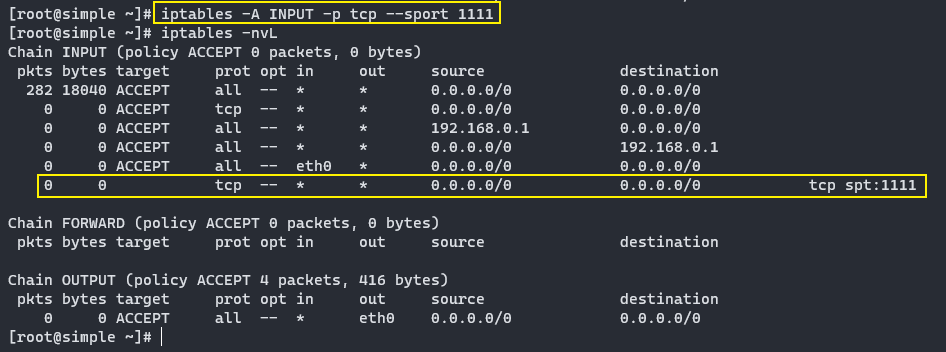 [root@simple ~]# iptables -A INPUT -p tcp --sport 1111
[root@simple ~]# iptables -nvL
Chain INPUT (policy ACCEPT 0 packets, 0 bytes)
 pkts bytes target     prot opt in     out     source               destination
  282 18040 ACCEPT     all  --  *      *       0.0.0.0/0            0.0.0.0/0
    0     0 ACCEPT     tcp  --  *      *       0.0.0.0/0            0.0.0.0/0
    0     0 ACCEPT     all  --  *      *       192.168.0.1          0.0.0.0/0
    0     0 ACCEPT     all  --  *      *       0.0.0.0/0            192.168.0.1
    0     0 ACCEPT     all  --  eth0   *       0.0.0.0/0            0.0.0.0/0
    0     0            tcp  --  *      *       0.0.0.0/0            0.0.0.0/0            tcp spt:1111

Chain FORWARD (policy ACCEPT 0 packets, 0 bytes)
 pkts bytes target     prot opt in     out     source               destination

Chain OUTPUT (policy ACCEPT 4 packets, 416 bytes)
 pkts bytes target     prot opt in     out     source               destination
    0     0 ACCEPT     all  --  *      eth0    0.0.0.0/0            0.0.0.0/0
[root@simple ~]#